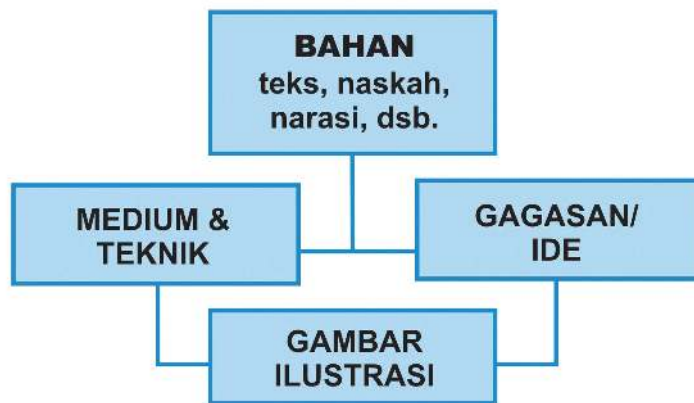 BAHAN
teks, naskah,
narasi, dsb.
MEDIUM &
TEKNIK
GAGASAN/
IDE
GAMBAR
ILUSTRASI